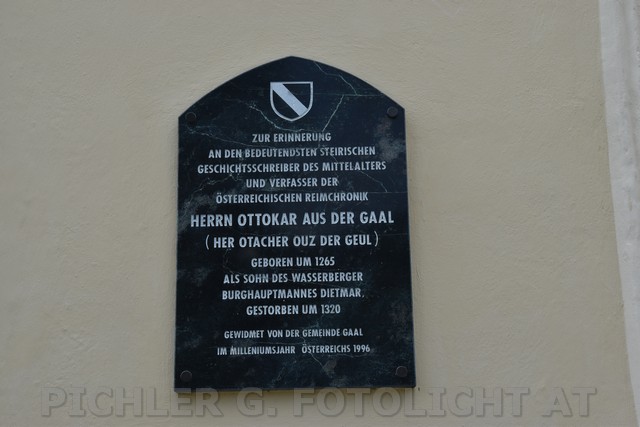 ZUR ERINNERUNG
AN DEN BEDEUTENDSTEN STEIRISCHEN
GESCHICHTSSCHREIBER DES MITTELALTERS
UND VERFASSER DER
ÖSTERREICHISCHEN REIMCHRONIK
HERRN OTTOKAR AUS DER GAAL
( HER OTACHER OUZ DER GEUL )
GEBOREN UM 1265
ALS SOHN DES WASSERBERGER
BURGHAUPTMANNES DIETMAR,
GESTORBEN UM 1320
GEWIDMET VON DER GEMEINDE GAAL
IM MILLENIUMSJAHR ÖSTERREICHS 1996
PICHLER G. FOTOLICHT AT